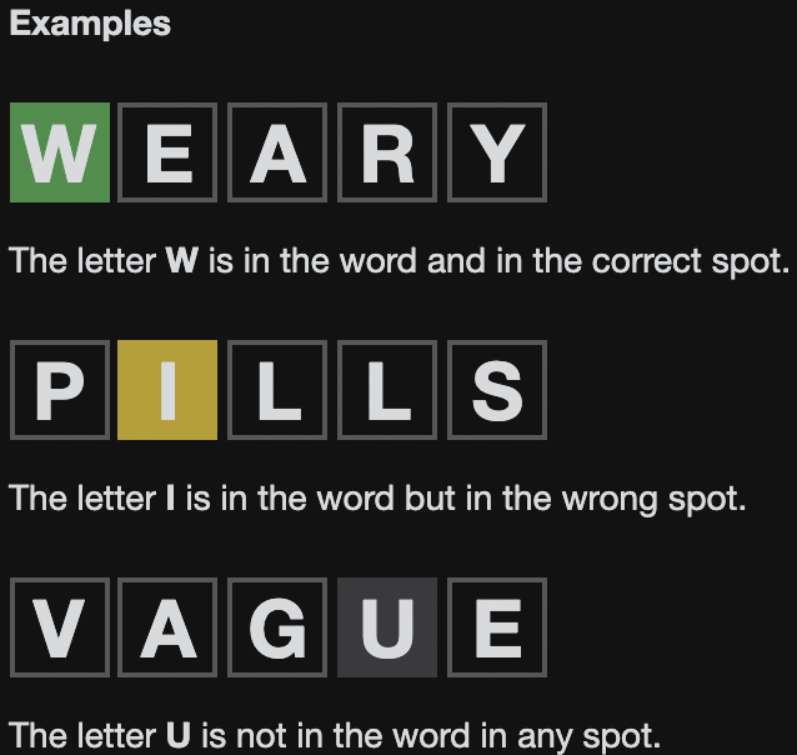 Examples
W E A R Y
The letter W is in the word and in the correct spot.
P I L L S
The letter I is in the word but in the wrong spot.
V A G U E
The letter U is not in the word in any spot.